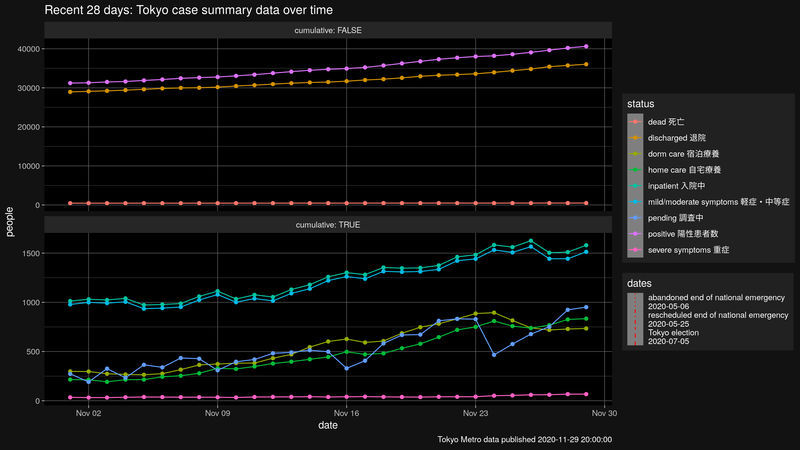 Recent 28 days: Tokyo case summary data over time
cumulative: FALSE
40000
30000
20000
10000
0
cumulative: TRUE
1500
1000
500
0
people
Nov 02
Nov 09
Nov 16
Nov 23
Nov 30
date
Tokyo Metro data published 2020-11-29 20:00:00
status
dead 死亡
discharged 退院
dorm care 宿泊療養
home care 自宅療養
inpatient 入院中
mild/moderate symptoms 軽症・中等症
pending 調査中
positive 陽性患者数
severe symptoms 重症
dates
abandoned end of national emergency
2020-05-06
rescheduled end of national emergency
2020-05-25
Tokyo election
2020-07-05